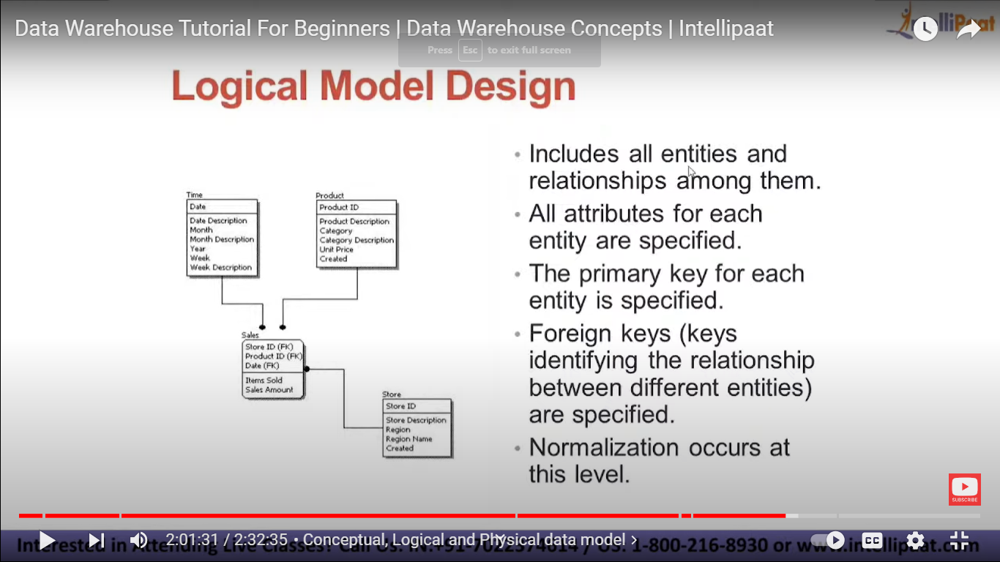 Data Warehouse Tutorial For Beginners | Data Warehouse Concepts | Intellipaat
IntelliPaat
Press Esc to exit full screen
Logical Model Design
• Includes all entities and
relationships among them.
• All attributes for each
entity are specified.
• The primary key for each
entity is specified.
• Foreign keys (keys
identifying the relationship
between different entities)
are specified.
• Normalization occurs at
this level.
Time
Date
Date Description
Month
Month Description
Year
Week
Week Description
Product
Product ID
Product Description
Category
Category Description
Unit Price
Created
Sales
Store ID (FK)
Product ID (FK)
Date (FK)
Items Sold
Sales Amount
Store
Store ID
Store Description
Region
Region Name
Created
SUBSCRIBE
2:01:31 / 2:32:35 • Conceptual, Logical and Physical data model >
CC
Interested in Attending Live Classes? Call Us: 1-800-216-8930 or www.intellipaat.com